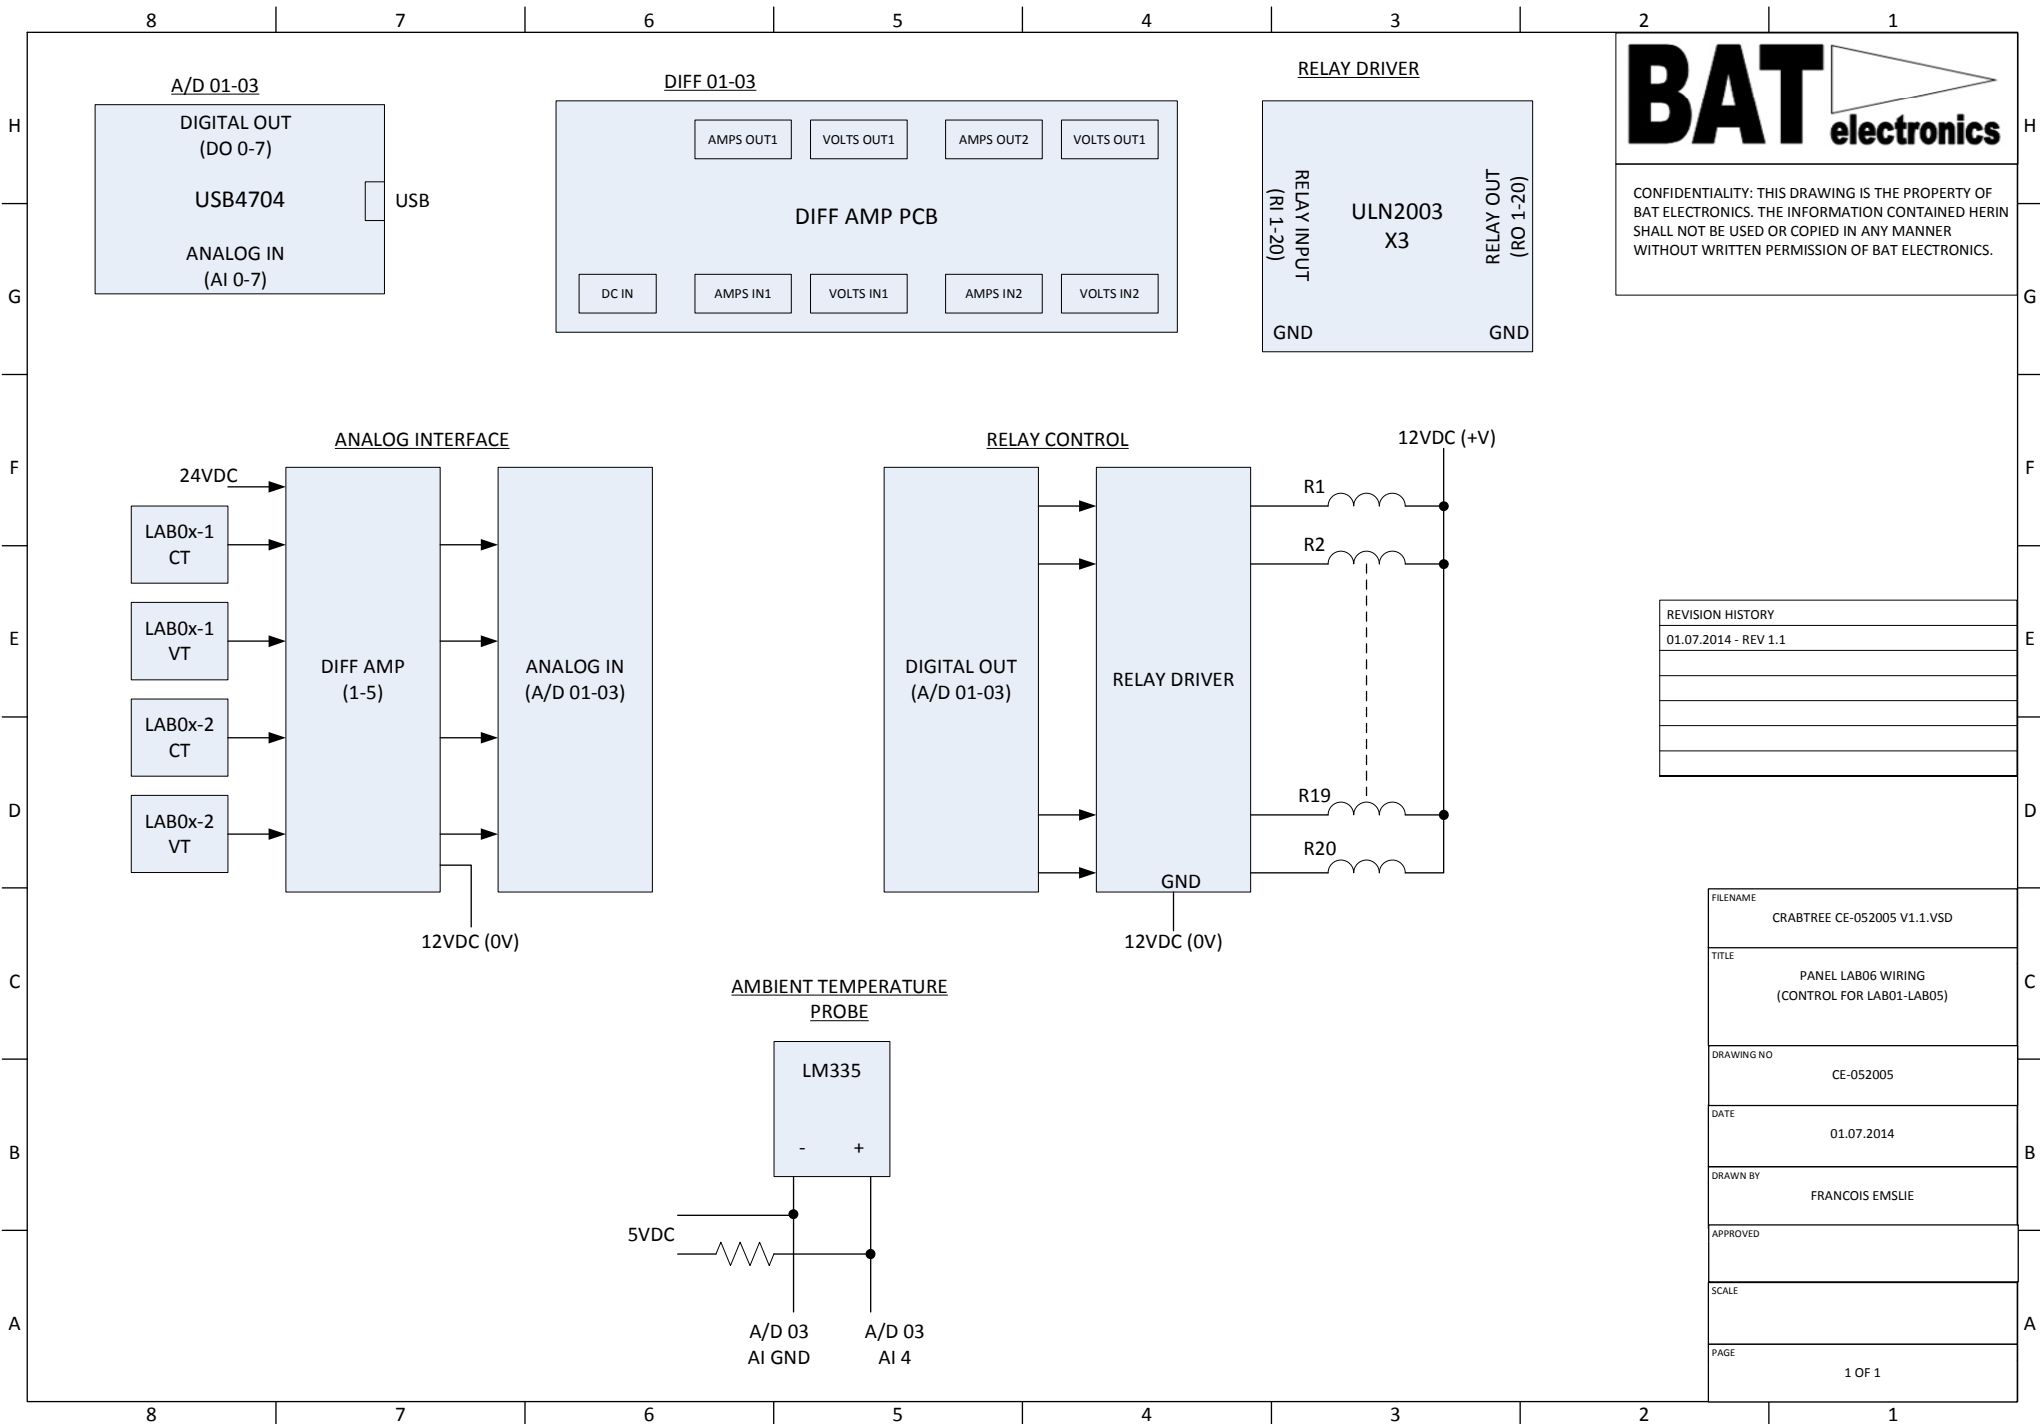 8 7 6 5 4 3 2 1
H
G
F
E
D
C
B
A
A/D 01-03
DIGITAL OUT
(DO 0-7)
USB4704
USB
ANALOG IN
(AI 0-7)
DIFF 01-03
AMPS OUT1
VOLTS OUT1
AMPS OUT2
VOLTS OUT1
DIFF AMP PCB
DC IN
AMPS IN1
VOLTS IN1
AMPS IN2
VOLTS IN2
RELAY DRIVER
RELAY INPUT
(RI 1-20)
ULN2003
X3
RELAY OUT
(RO 1-20)
GND
GND
BAT
electronics
CONFIDENTIALITY: THIS DRAWING IS THE PROPERTY OF
BAT ELECTRONICS. THE INFORMATION CONTAINED HERIN
SHALL NOT BE USED OR COPIED IN ANY MANNER
WITHOUT WRITTEN PERMISSION OF BAT ELECTRONICS.
ANALOG INTERFACE
24VDC
LAB0x-1
CT
LAB0x-1
VT
LAB0x-2
CT
LAB0x-2
VT
DIFF AMP
(1-5)
ANALOG IN
(A/D 01-03)
12VDC (0V)
RELAY CONTROL
DIGITAL OUT
(A/D 01-03)
RELAY DRIVER
GND
12VDC (0V)
12VDC (+V)
R1
R2
R19
R20
AMBIENT TEMPERATURE
PROBE
LM335
- +
5VDC
A/D 03
AI GND
A/D 03
AI 4
REVISION HISTORY
01.07.2014 - REV 1.1
FILENAME
CRABTREE CE-052005 V1.1.VSD
TITLE
PANEL LAB06 WIRING
(CONTROL FOR LAB01-LAB05)
DRAWING NO
CE-052005
DATE
01.07.2014
DRAWN BY
FRANCOIS EMSLIE
APPROVED
SCALE
PAGE
1 OF 1
H
G
F
E
D
C
B
A
8 7 6 5 4 3 2 1